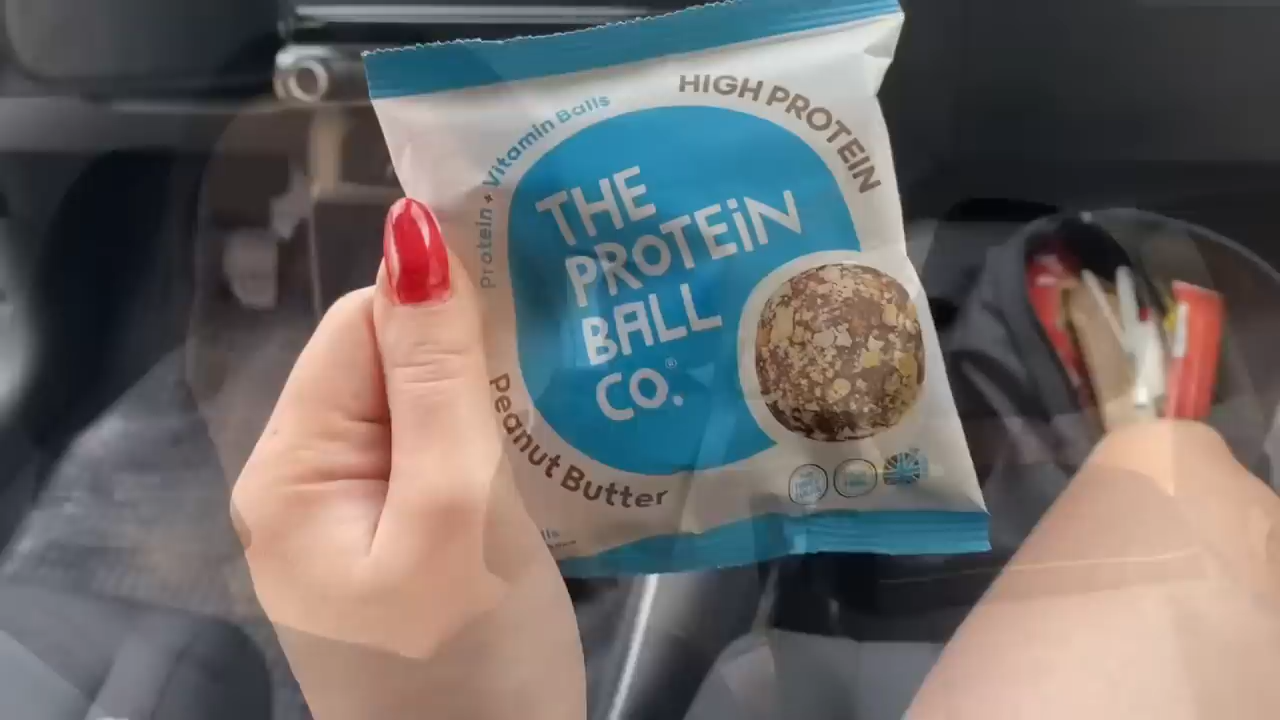 HIGH PROTEIN
Protein + Vitamin Balls
THE
PROTEiN
BALL
CO.®
Peanut Butter